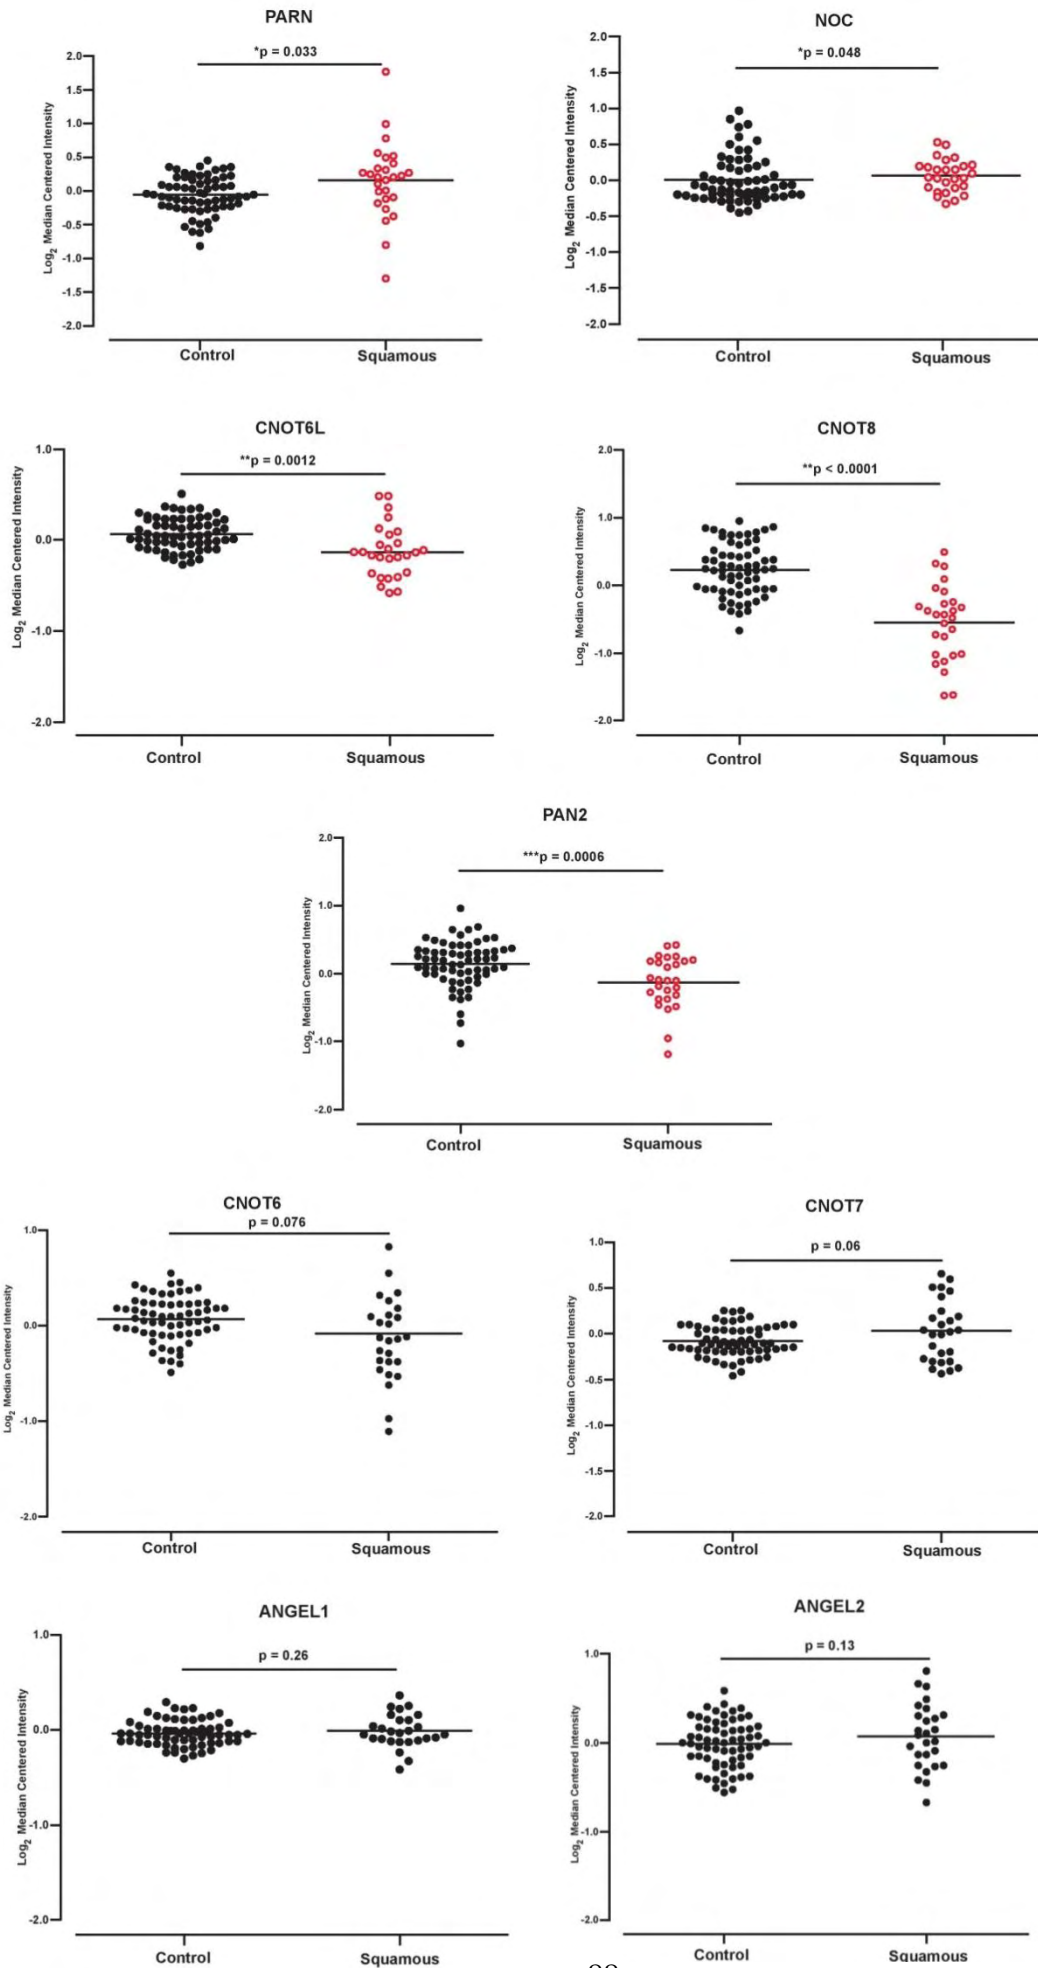 PARN
*p = 0.033
Log2 Median Centered Intensity
2.0
1.5
1.0
0.5
0.0
-0.5
-1.0
-1.5
-2.0
Control
Squamous
NOC
*p = 0.048
Log2 Median Centered Intensity
2.0
1.5
1.0
0.5
0.0
-0.5
-1.0
-1.5
-2.0
Control
Squamous
CNOT6L
**p = 0.0012
Log2 Median Centered Intensity
1.0
0.0
-1.0
-2.0
Control
Squamous
CNOT8
**p < 0.0001
Log2 Median Centered Intensity
2.0
1.0
0.0
-1.0
-2.0
Control
Squamous
PAN2
***p = 0.0006
Log2 Median Centered Intensity
2.0
1.0
0.0
-1.0
-2.0
Control
Squamous
CNOT6
p = 0.076
Log2 Median Centered Intensity
1.0
0.0
-1.0
-2.0
Control
Squamous
CNOT7
p = 0.06
Log2 Median Centered Intensity
1.0
0.5
0.0
-0.5
-1.0
-1.5
-2.0
Control
Squamous
ANGEL1
p = 0.26
Log2 Median Centered Intensity
1.0
0.0
-1.0
-2.0
Control
Squamous
ANGEL2
p = 0.13
Log2 Median Centered Intensity
1.0
0.0
-1.0
-2.0
Control
Squamous